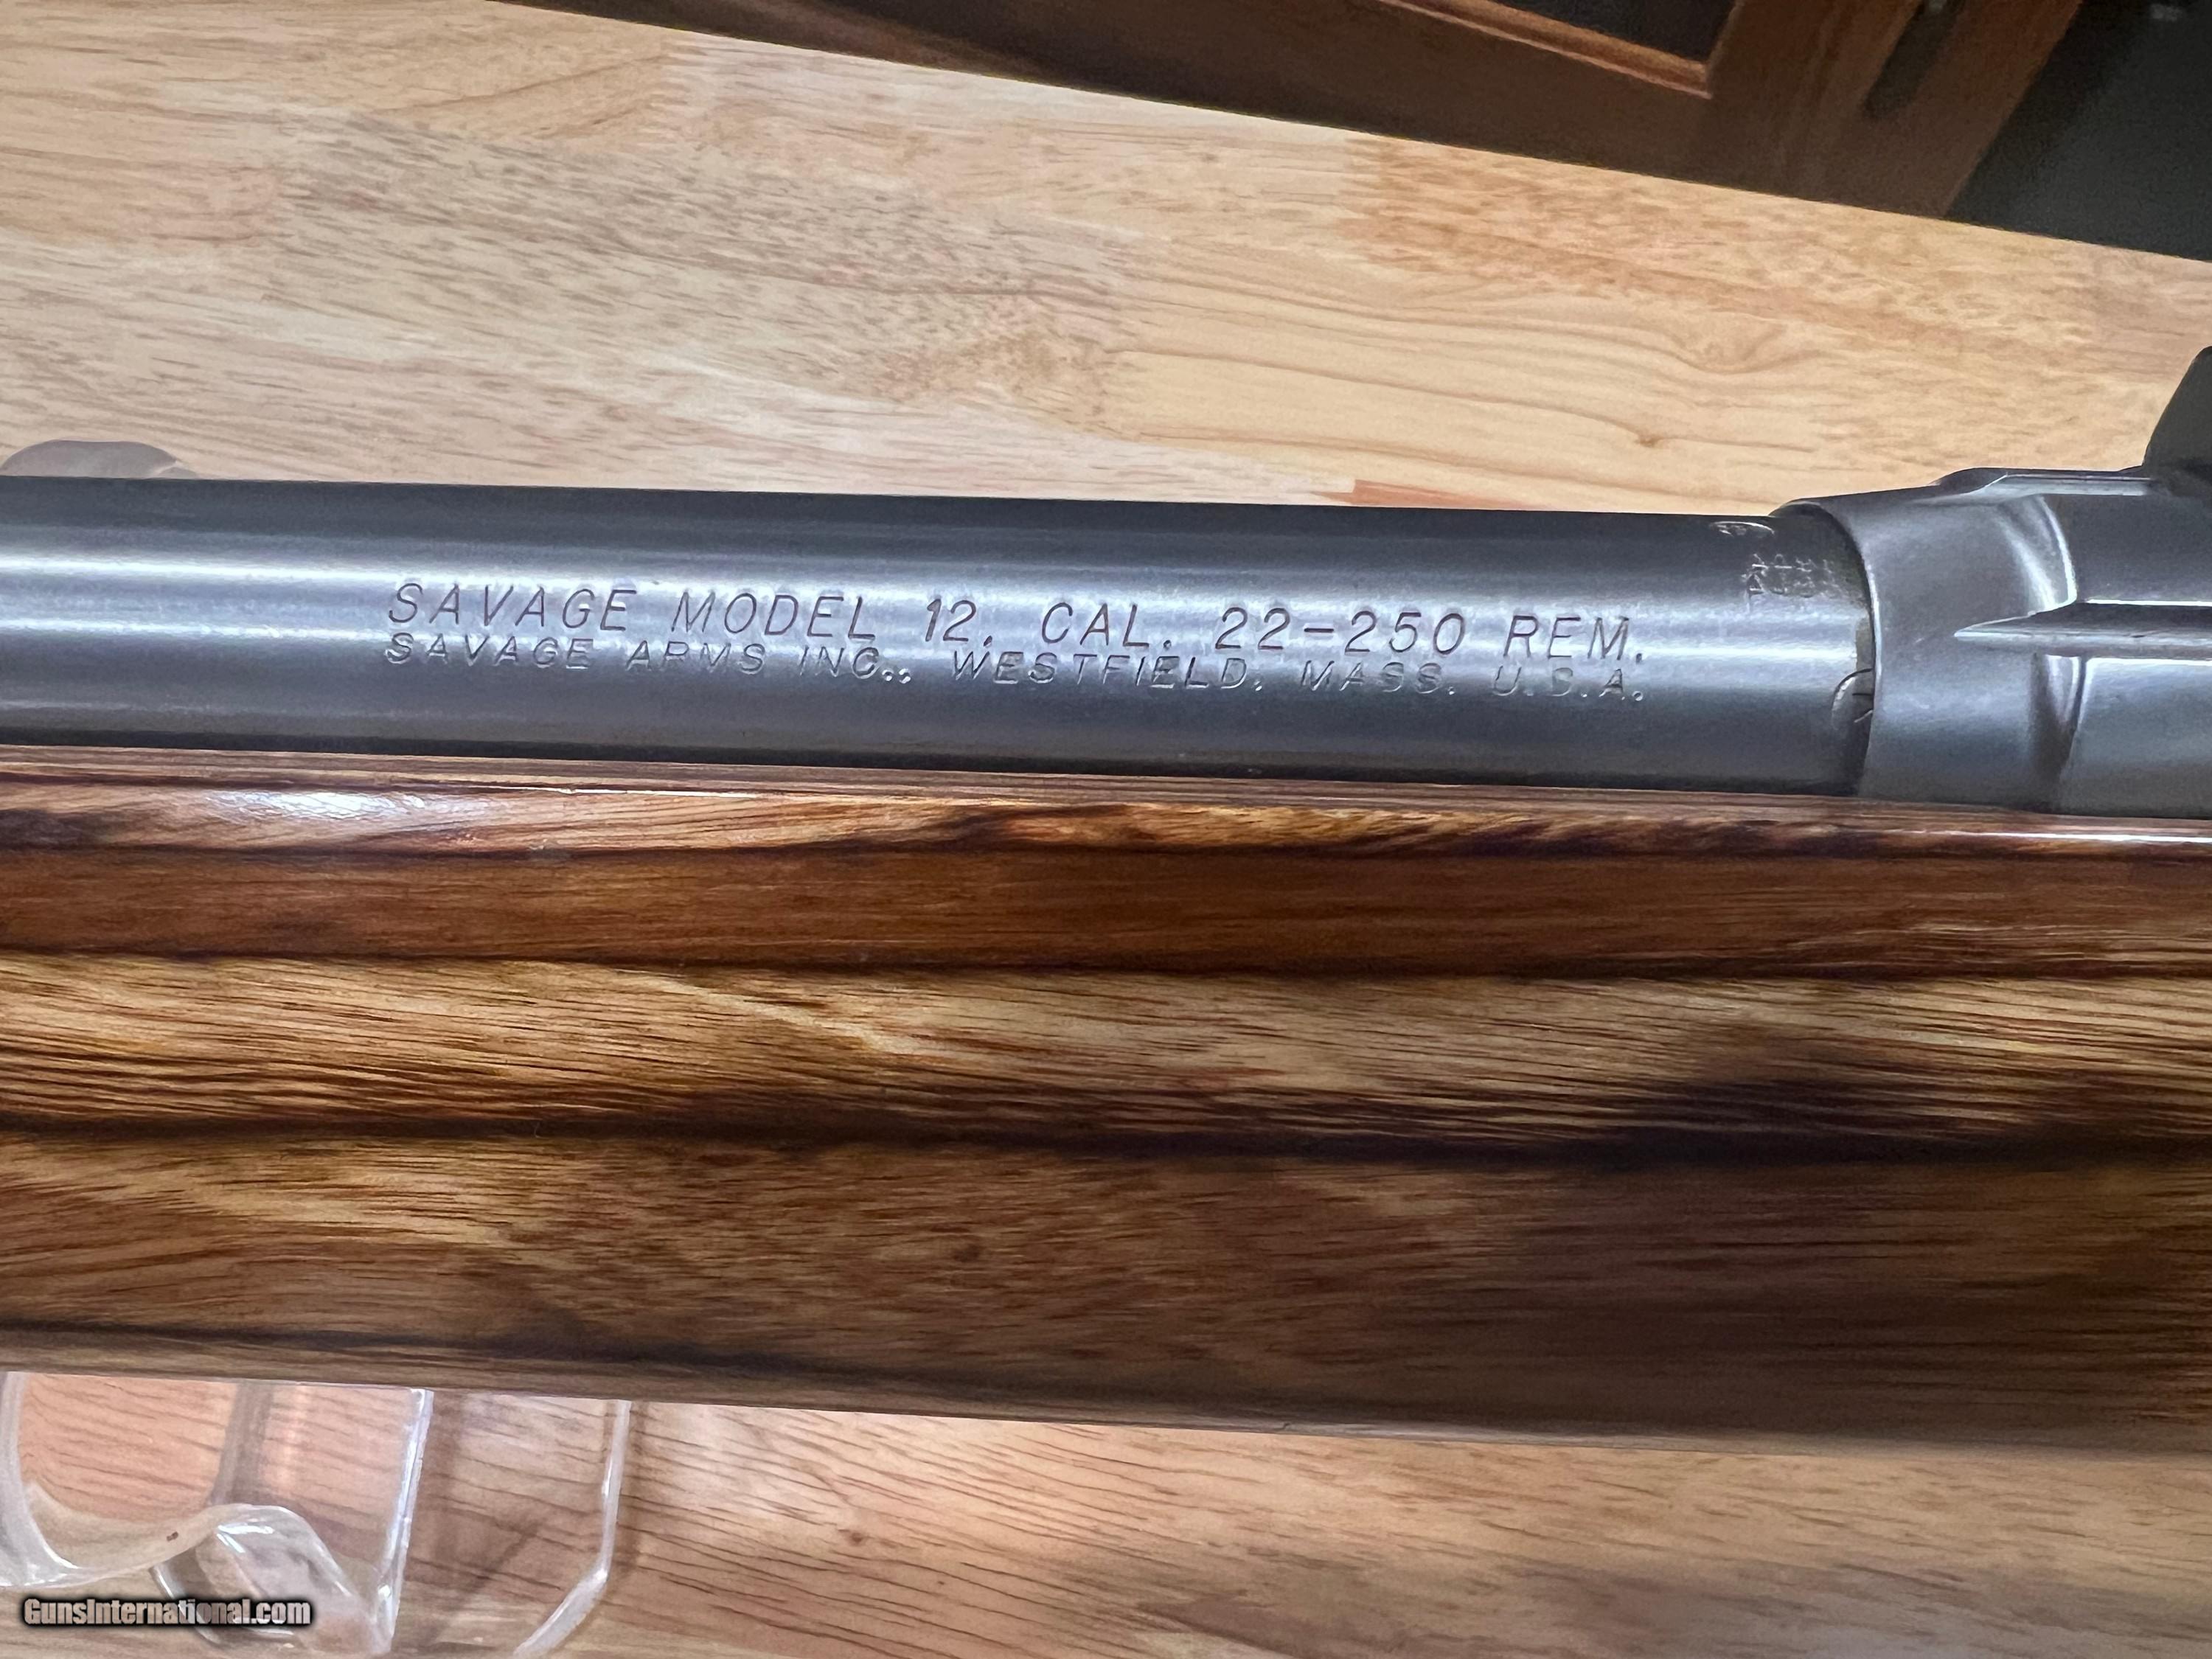 SAVAGE MODEL 12, CAL. 22-250 REM.
SAVAGE ARMS INC., WESTFIELD, MASS. U.S.A.
GunsInternational.com